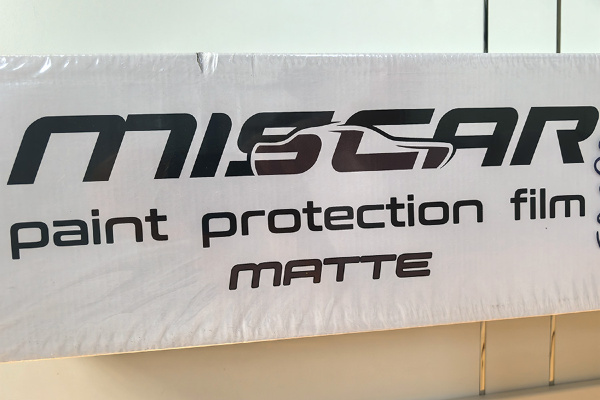 MISCAR
paint protection film
MATTE